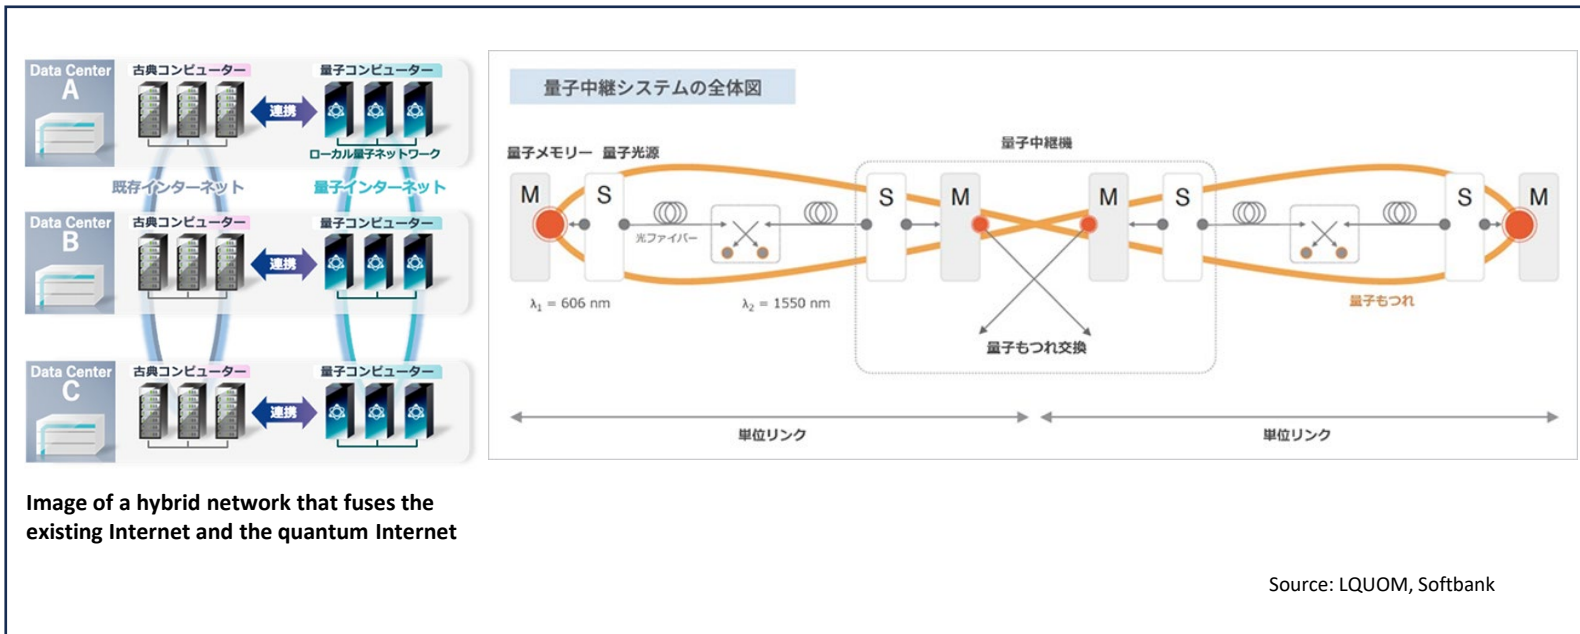 Data Center
A
古典コンピューター
量子コンピューター
連携
ローカル量子ネットワーク
既存インターネット
量子インターネット
Data Center
B
古典コンピューター
量子コンピューター
連携
Data Center
C
古典コンピューター
量子コンピューター
連携
Image of a hybrid network that fuses the
existing Internet and the quantum Internet
量子中継システムの全体図
量子メモリー 量子光源
量子中継機
M S S M M S S M
光ファイバー
λ₁ = 606 nm
λ₂ = 1550 nm
量子もつれ
量子もつれ交換
単位リンク
単位リンク
Source: LQUOM, Softbank